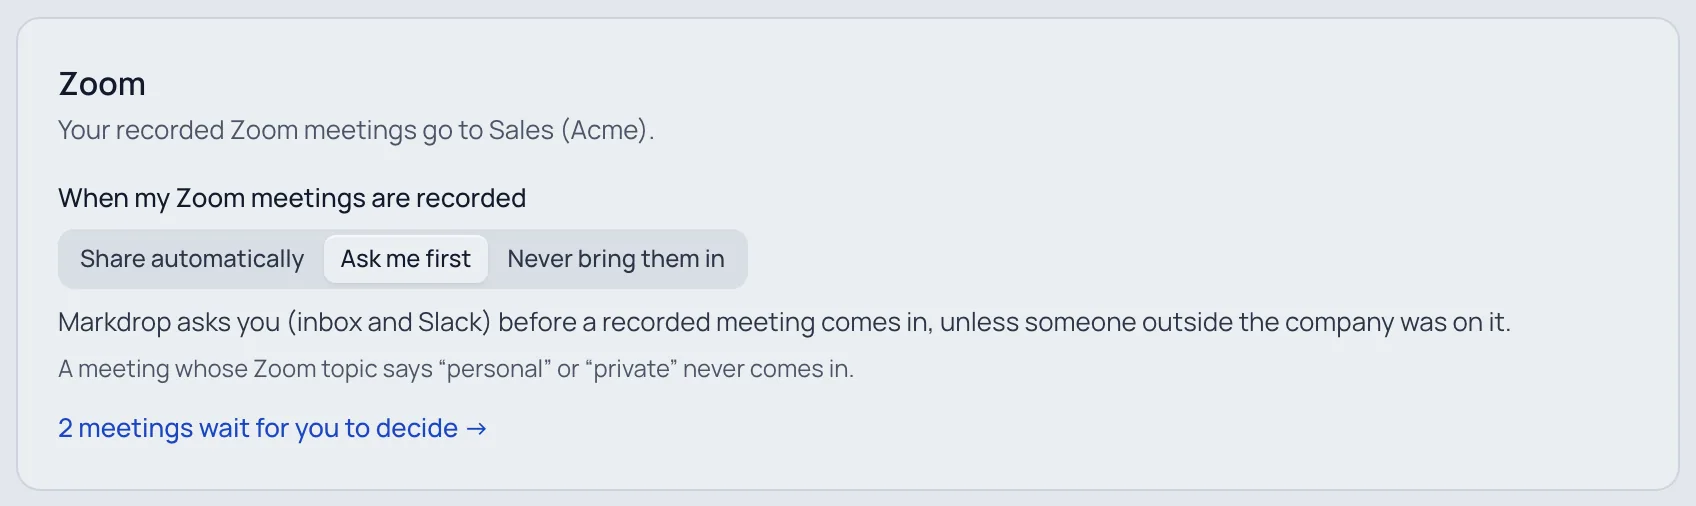 Zoom
Your recorded Zoom meetings go to Sales (Acme).
When my Zoom meetings are recorded
Share automatically Ask me first Never bring them in
Markdrop asks you (inbox and Slack) before a recorded meeting comes in, unless someone outside the company was on it.
A meeting whose Zoom topic says “personal” or “private” never comes in.
2 meetings wait for you to decide →